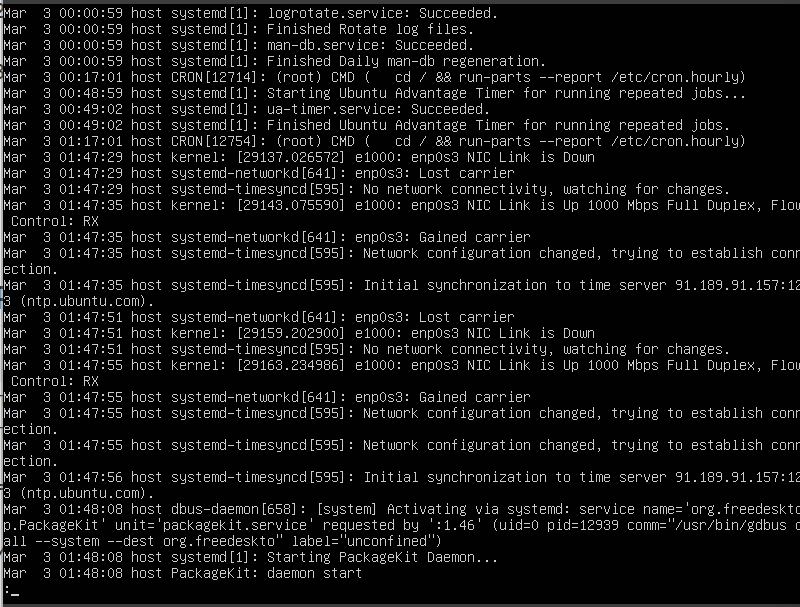 Mar  3 00:00:59 host systemd[1]: logrotate.service: Succeeded.
Mar  3 00:00:59 host systemd[1]: Finished Rotate log files.
Mar  3 00:00:59 host systemd[1]: man-db.service: Succeeded.
Mar  3 00:00:59 host systemd[1]: Finished Daily man-db regeneration.
Mar  3 00:17:01 host CRON[12714]: (root) CMD (   cd / && run-parts --report /etc/cron.hourly)
Mar  3 00:48:59 host systemd[1]: Starting Ubuntu Advantage Timer for running repeated jobs...
Mar  3 00:49:02 host systemd[1]: ua-timer.service: Succeeded.
Mar  3 00:49:02 host systemd[1]: Finished Ubuntu Advantage Timer for running repeated jobs.
Mar  3 01:17:01 host CRON[12754]: (root) CMD (   cd / && run-parts --report /etc/cron.hourly)
Mar  3 01:47:29 host kernel: [29137.026572] e1000: enp0s3 NIC Link is Down
Mar  3 01:47:29 host systemd-networkd[641]: enp0s3: Lost carrier
Mar  3 01:47:29 host systemd-timesyncd[595]: No network connectivity, watching for changes.
Mar  3 01:47:35 host kernel: [29143.075590] e1000: enp0s3 NIC Link is Up 1000 Mbps Full Duplex, Flow
 Control: RX
Mar  3 01:47:35 host systemd-networkd[641]: enp0s3: Gained carrier
Mar  3 01:47:35 host systemd-timesyncd[595]: Network configuration changed, trying to establish conn
ection.
Mar  3 01:47:35 host systemd-timesyncd[595]: Initial synchronization to time server 91.189.91.157:12
3 (ntp.ubuntu.com).
Mar  3 01:47:51 host systemd-networkd[641]: enp0s3: Lost carrier
Mar  3 01:47:51 host kernel: [29159.202900] e1000: enp0s3 NIC Link is Down
Mar  3 01:47:51 host systemd-timesyncd[595]: No network connectivity, watching for changes.
Mar  3 01:47:55 host kernel: [29163.234986] e1000: enp0s3 NIC Link is Up 1000 Mbps Full Duplex, Flow
 Control: RX
Mar  3 01:47:55 host systemd-networkd[641]: enp0s3: Gained carrier
Mar  3 01:47:55 host systemd-timesyncd[595]: Network configuration changed, trying to establish conn
ection.
Mar  3 01:47:55 host systemd-timesyncd[595]: Network configuration changed, trying to establish conn
ection.
Mar  3 01:47:56 host systemd-timesyncd[595]: Initial synchronization to time server 91.189.91.157:12
3 (ntp.ubuntu.com).
Mar  3 01:48:08 host dbus-daemon[658]: [system] Activating via systemd: service name='org.freedeskto
p.PackageKit' unit='packagekit.service' requested by ':1.46' (uid=0 pid=12939 comm="/usr/bin/gdbus c
all --system --dest org.freedeskto" label="unconfined")
Mar  3 01:48:08 host systemd[1]: Starting PackageKit Daemon...
Mar  3 01:48:08 host PackageKit: daemon start
:_